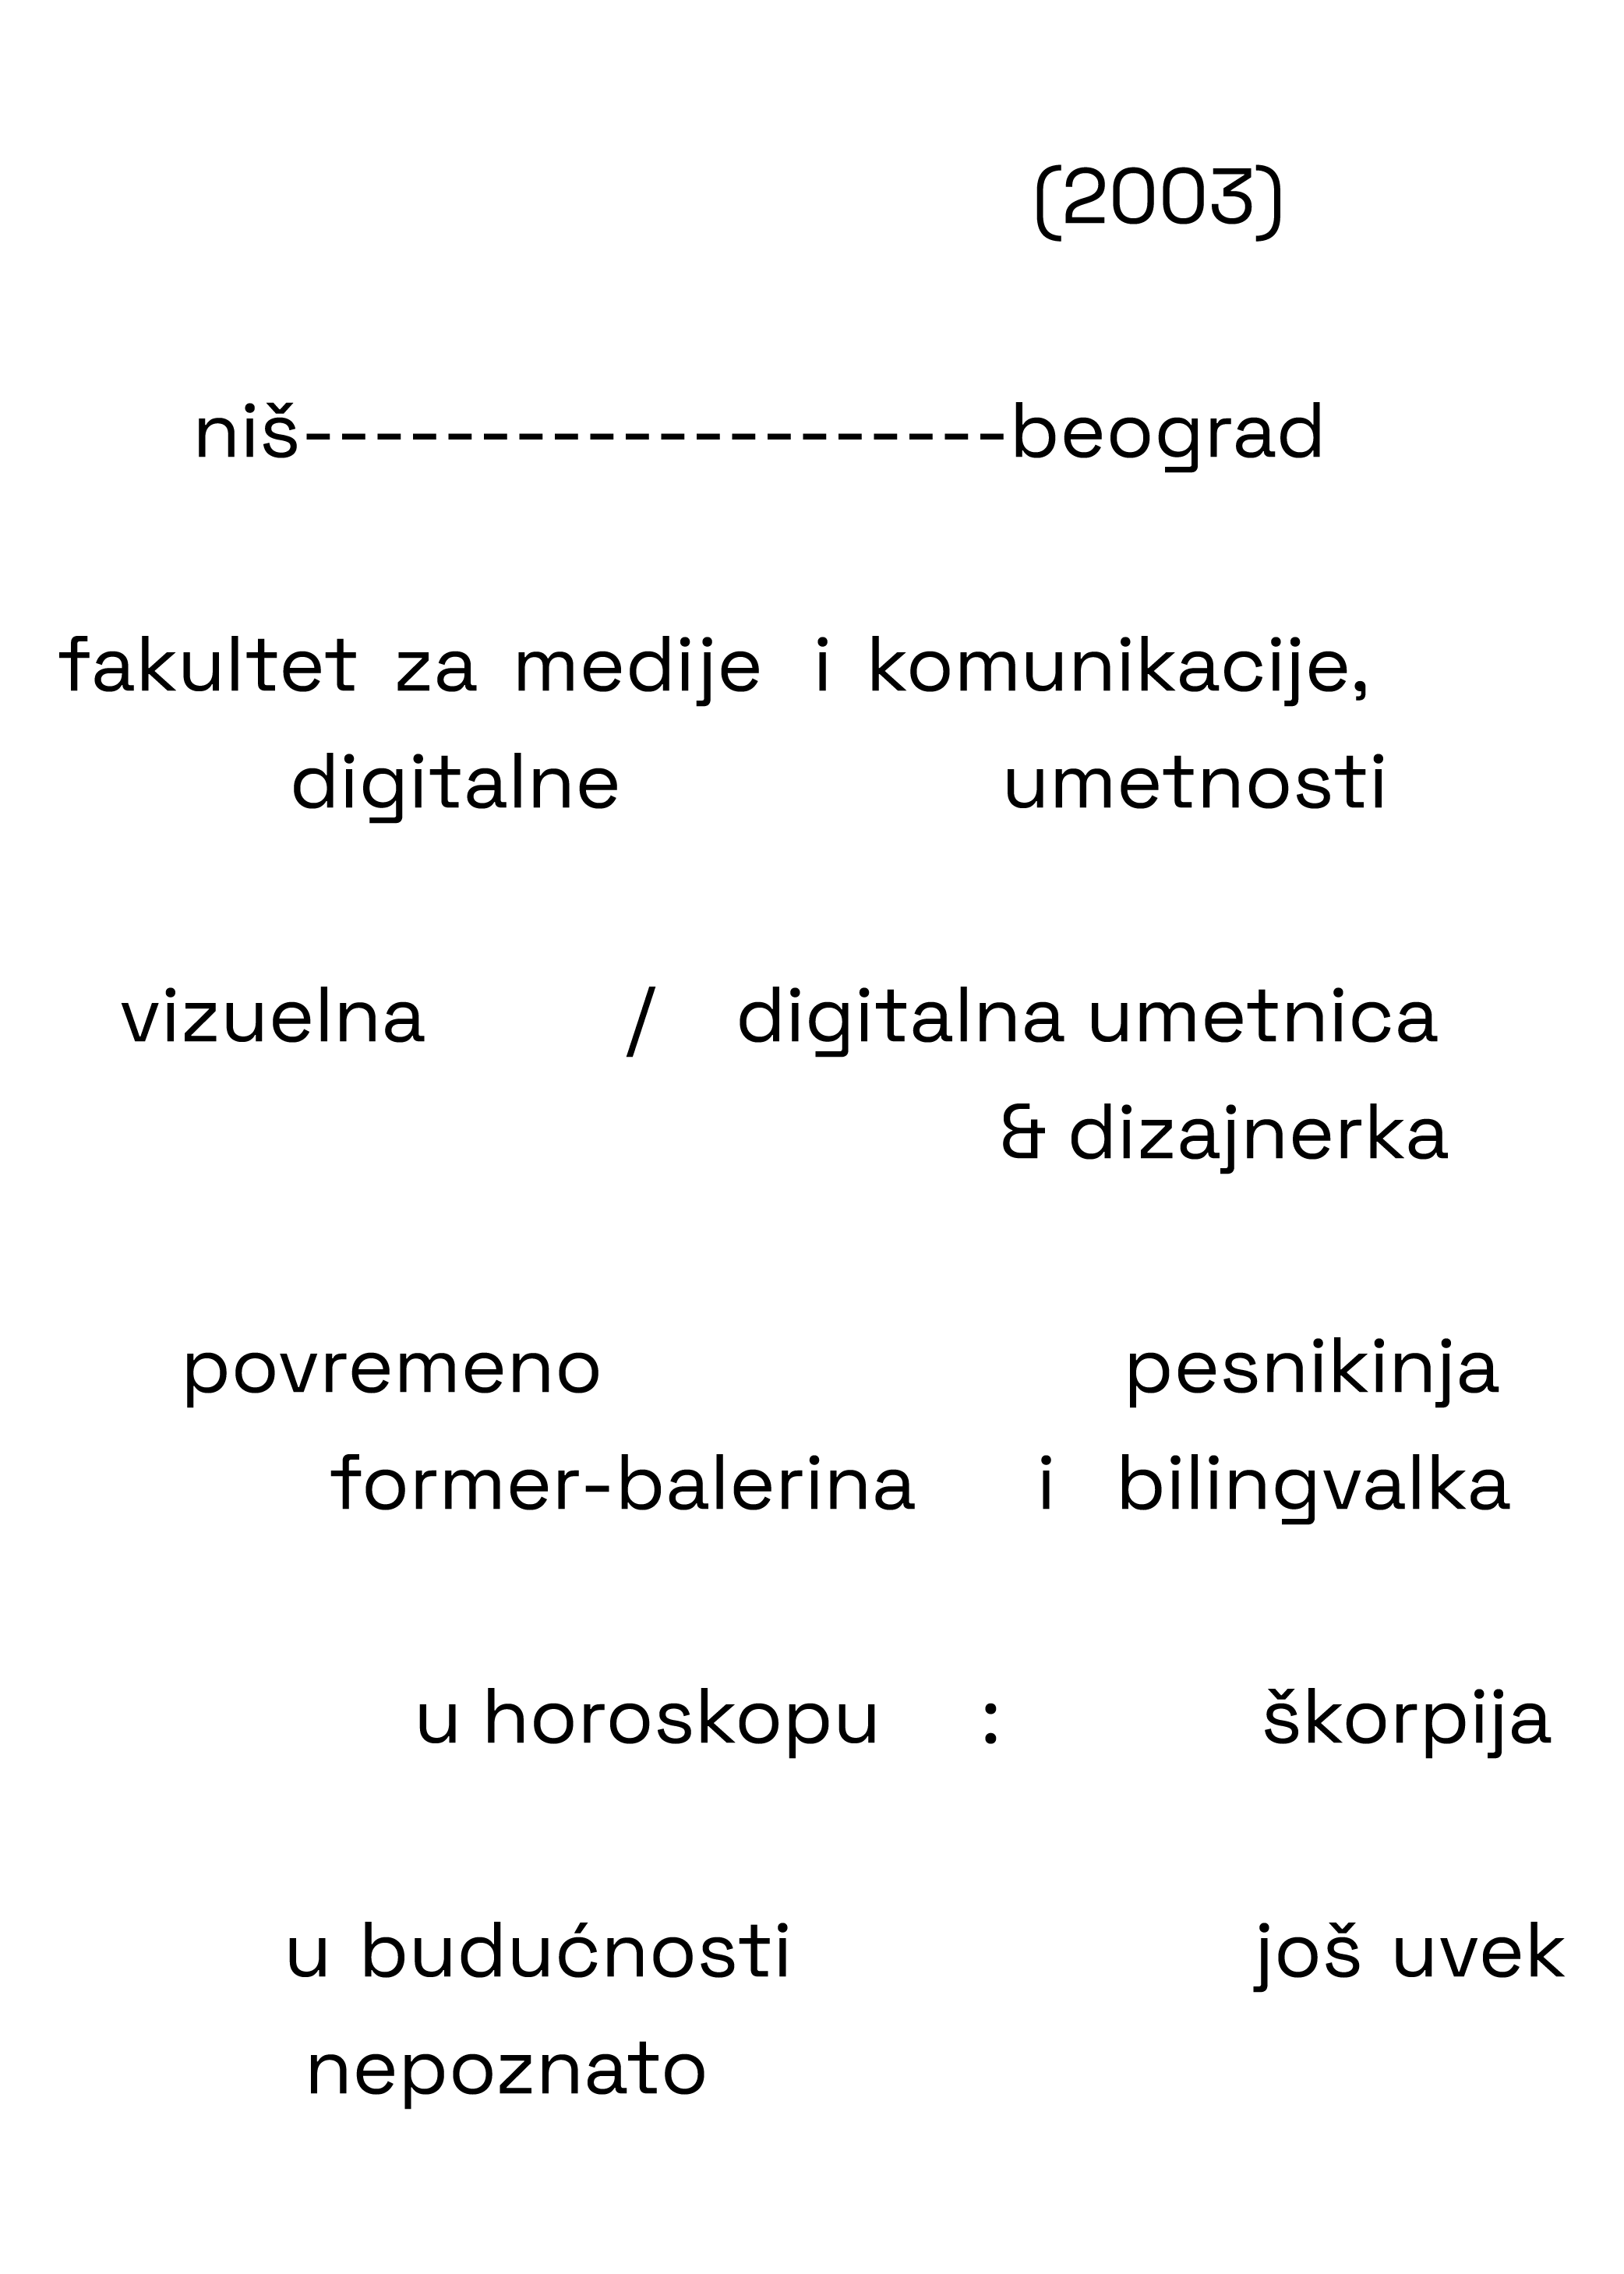 (2003)
niš--------------------beograd
fakultet za medije i komunikacije,
digitalne umetnosti
vizuelna / digitalna umetnica
& dizajnerka
povremeno pesnikinja
former-balerina i bilingvalka
u horoskopu : škorpija
u budućnosti još uvek
nepoznato